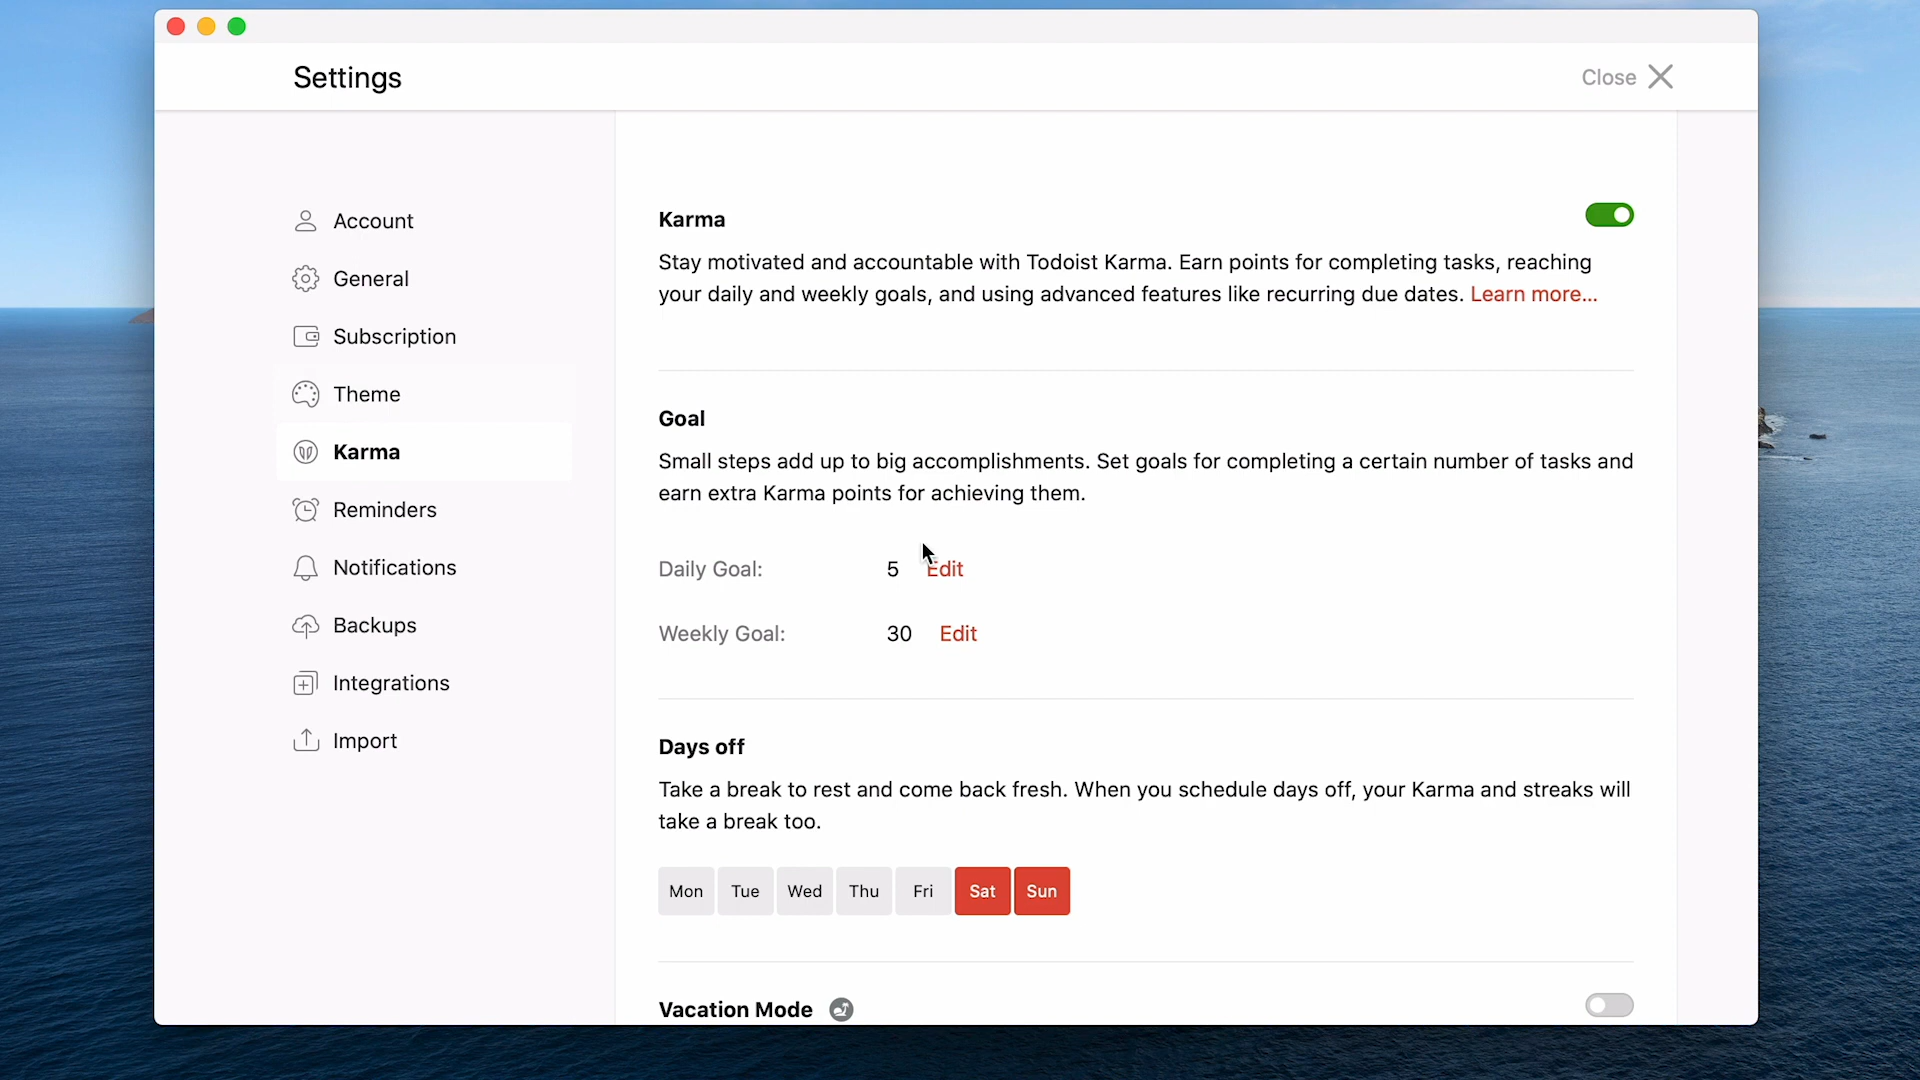 Settings
Close
Account
General
Subscription
Theme
Karma
Reminders
Notifications
Backups
Integrations
Import
Karma
Stay motivated and accountable with Todoist Karma. Earn points for completing tasks, reaching
your daily and weekly goals, and using advanced features like recurring due dates. Learn more...
Goal
Small steps add up to big accomplishments. Set goals for completing a certain number of tasks and
earn extra Karma points for achieving them.
Daily Goal: 5 Edit
Weekly Goal: 30 Edit
Days off
Take a break to rest and come back fresh. When you schedule days off, your Karma and streaks will
take a break too.
Mon Tue Wed Thu Fri Sat Sun
Vacation Mode